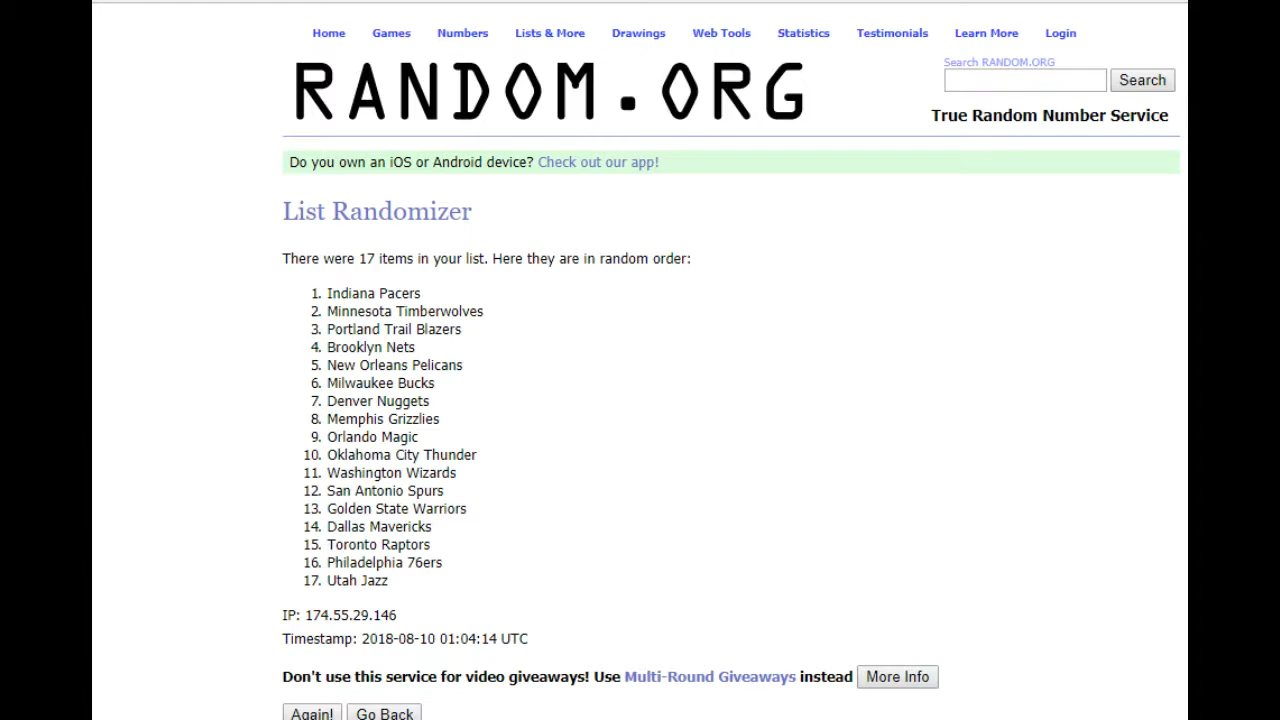 Home Games Numbers Lists & More Drawings Web Tools Statistics Testimonials Learn More Login
RANDOM.ORG
Search RANDOM.ORG
Search
True Random Number Service
Do you own an iOS or Android device? Check out our app!
List Randomizer
There were 17 items in your list. Here they are in random order:
1. Indiana Pacers
2. Minnesota Timberwolves
3. Portland Trail Blazers
4. Brooklyn Nets
5. New Orleans Pelicans
6. Milwaukee Bucks
7. Denver Nuggets
8. Memphis Grizzlies
9. Orlando Magic
10. Oklahoma City Thunder
11. Washington Wizards
12. San Antonio Spurs
13. Golden State Warriors
14. Dallas Mavericks
15. Toronto Raptors
16. Philadelphia 76ers
17. Utah Jazz
IP: 174.55.29.146
Timestamp: 2018-08-10 01:04:14 UTC
Don't use this service for video giveaways! Use Multi-Round Giveaways instead More Info
Again! Go Back